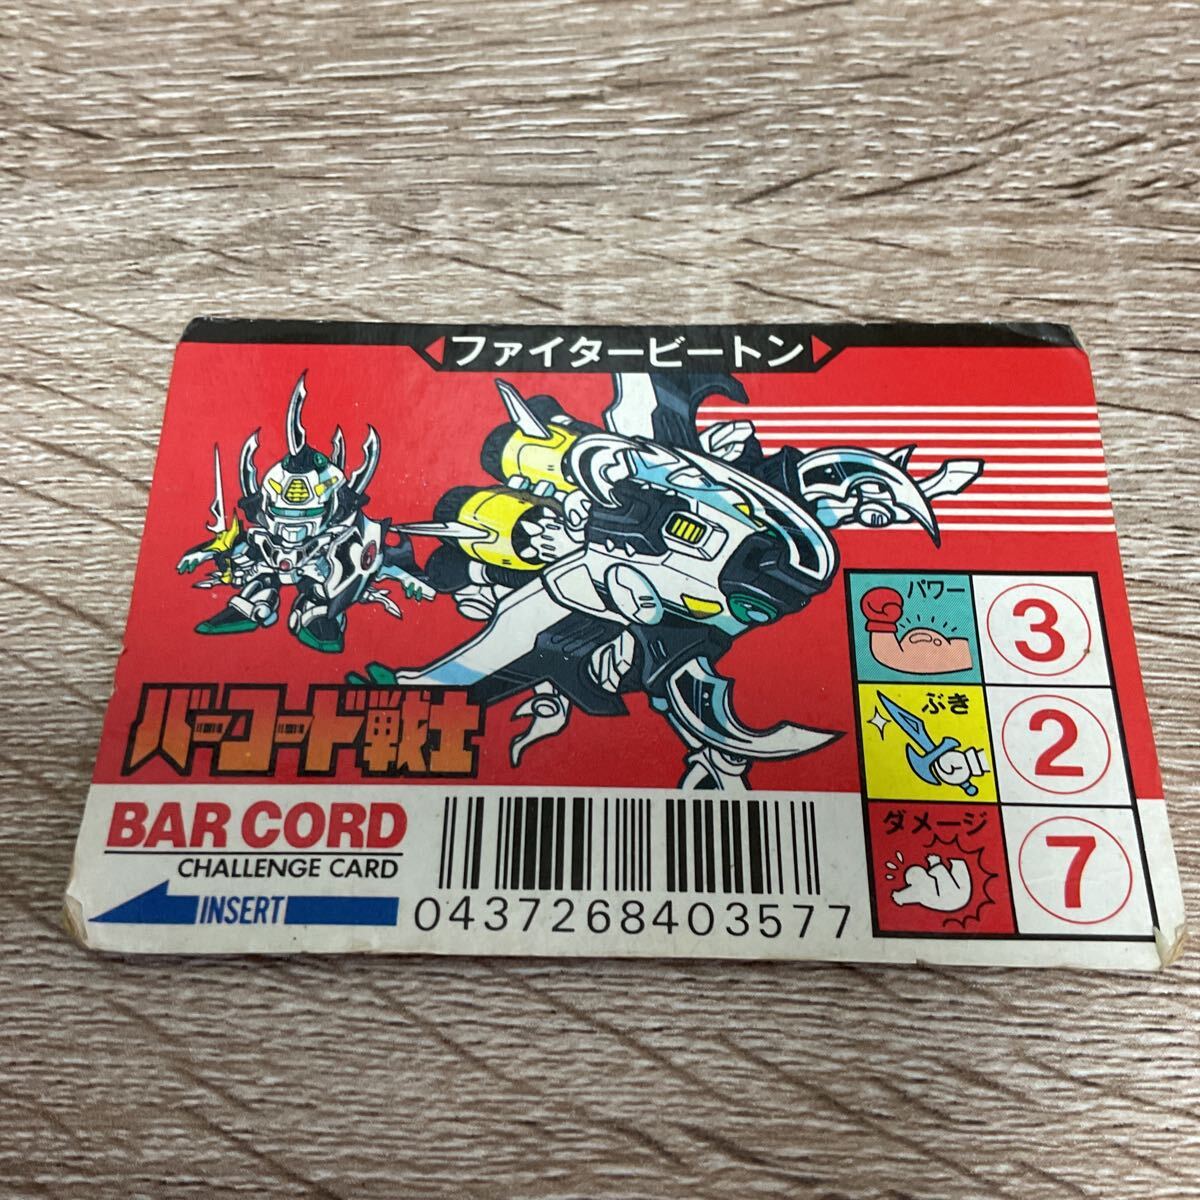 ファイタービートン
パワー
3
ぶき
2
ダメージ
7
バーコード戦士
BAR CORD
CHALLENGE CARD
INSERT
0437268403577